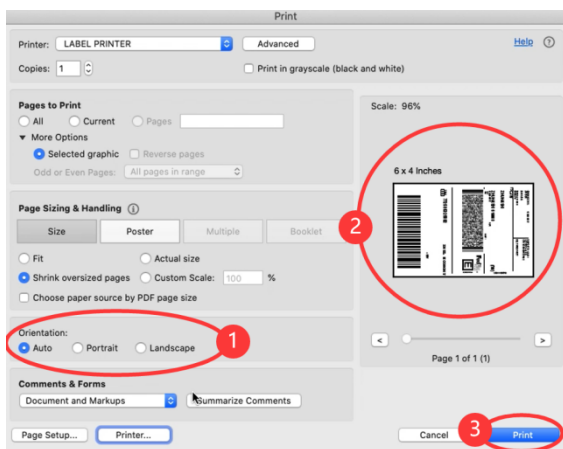 Print
Printer: LABEL PRINTER Advanced Help ?
Copies: 1 Print in grayscale (black and white)
Pages to Print
All Current Pages
More Options
Selected graphic Reverse pages
Odd or Even Pages: All pages in range
Scale: 96%
6 x 4 Inches
Page Sizing & Handling i
Size Poster Multiple Booklet
2
Fit Actual size
Shrink oversized pages Custom Scale: 100 %
Choose paper source by PDF page size
Orientation:
1
Auto Portrait Landscape
< >
Page 1 of 1 (1)
Comments & Forms
Document and Markups Summarize Comments
Page Setup... Printer... Cancel 3 Print